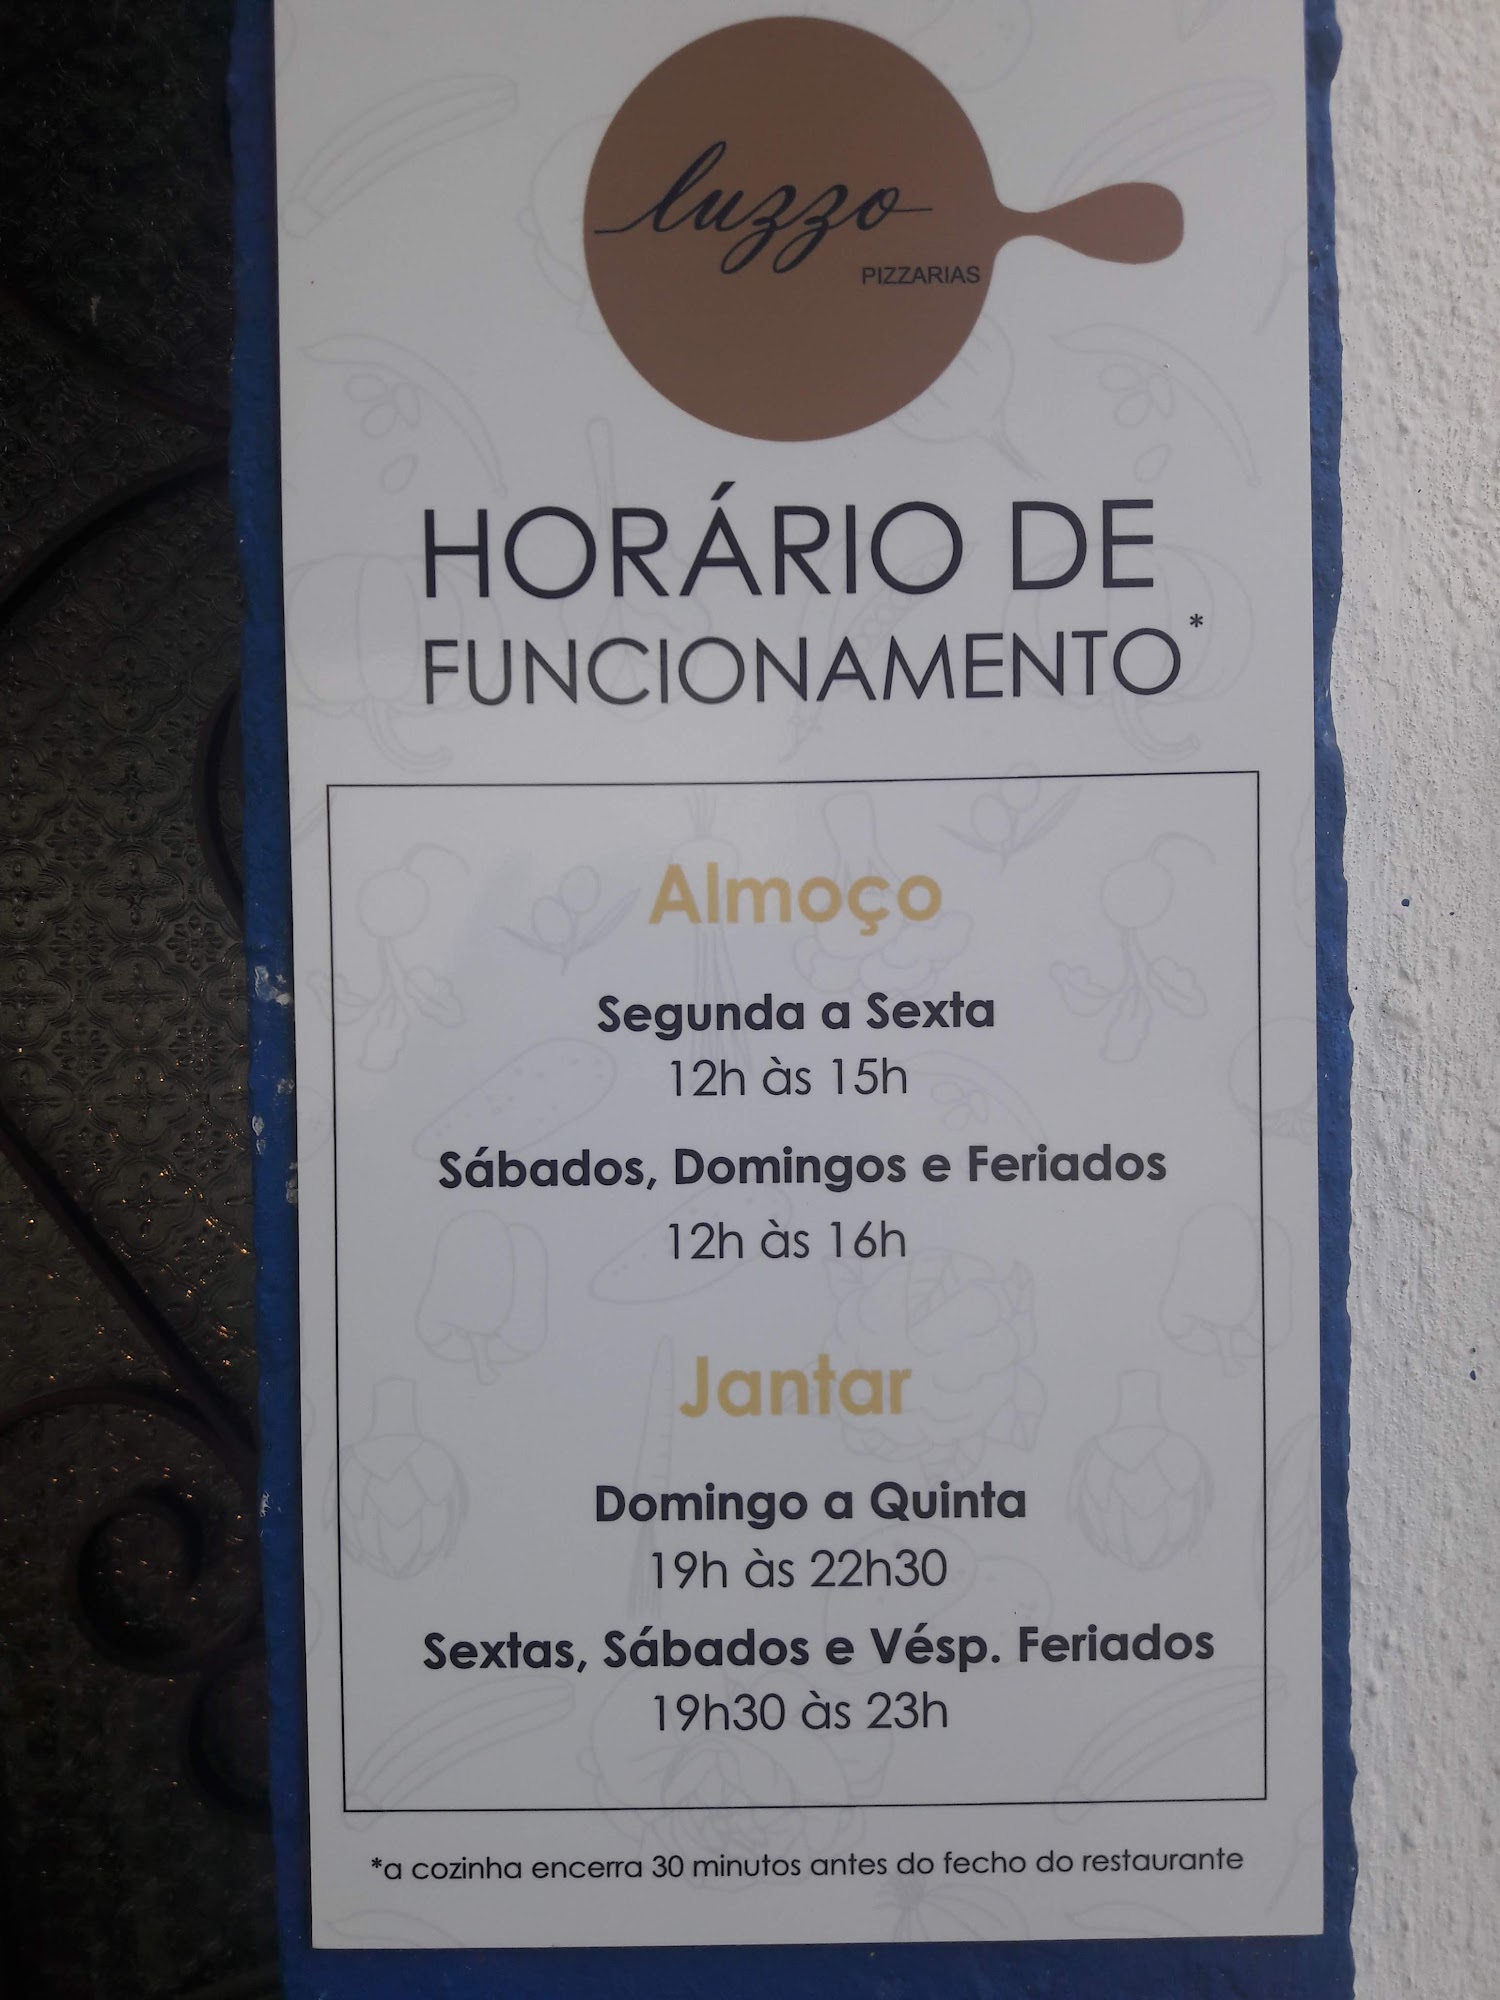 luzzo
PIZZARIAS
HORÁRIO DE
FUNCIONAMENTO*
Almoço
Segunda a Sexta
12h às 15h
Sábados, Domingos e Feriados
12h às 16h
Jantar
Domingo a Quinta
19h às 22h30
Sextas, Sábados e Vésp. Feriados
19h30 às 23h
*a cozinha encerra 30 minutos antes do fecho do restaurante